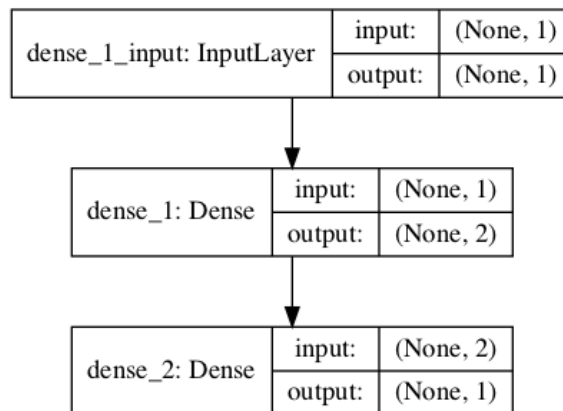 dense_1_input: InputLayer
input: (None, 1)
output: (None, 1)
dense_1: Dense
input: (None, 1)
output: (None, 2)
dense_2: Dense
input: (None, 2)
output: (None, 1)